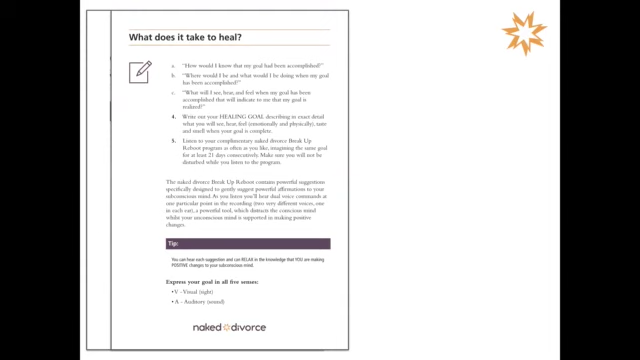 What does it take to heal?
a. "How would I know that my goal had been accomplished?"
b. "Where would I be and what would I be doing when my goal
has been accomplished?"
c. "What will I see, hear, and feel when my goal has been
accomplished that will indicate to me that my goal is
realized?"
4. Write out your HEALING GOAL describing in exact detail
what you will see, hear, feel (emotionally and physically), taste
and smell when your goal is complete.
5. Listen to your complimentary naked divorce Break Up
Reboot program as often as you like, imagining the same goal
for at least 21 days consecutively. Make sure you will not be
disturbed while you listen to the program.
The naked divorce Break Up Reboot contains powerful suggestions
specifically designed to gently suggest powerful affirmations to your
subconscious mind. As you listen you'll hear dual voice commands at
one particular point in the recording (two very different voices, one
in each ear), a powerful tool, which distracts the conscious mind
whilst your unconscious mind is supported in making positive
changes.
Tip:
You can hear each suggestion and can RELAX in the knowledge that YOU are making
POSITIVE changes to your subconscious mind.
Express your goal in all five senses:
• V - Visual (sight)
• A - Auditory (sound)
naked divorce